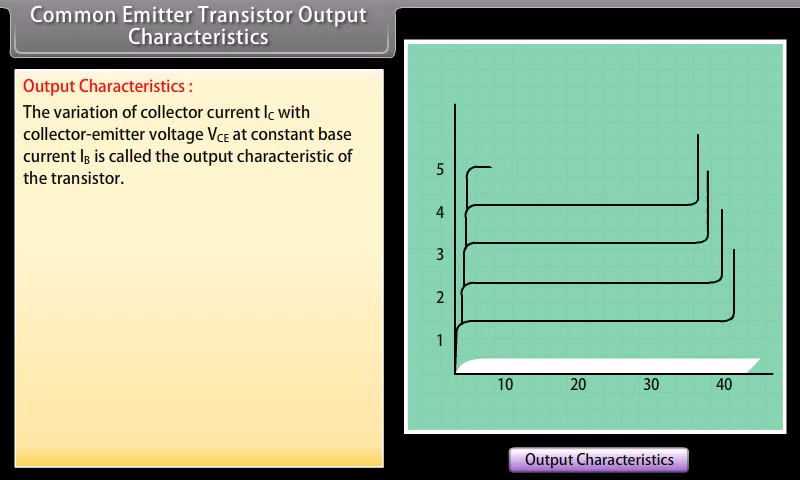 Common Emitter Transistor Output
Characteristics
Output Characteristics :
The variation of collector current IC with
collector-emitter voltage VCE at constant base
current IB is called the output characteristic of
the transistor.
5
4
3
2
1
10 20 30 40
Output Characteristics